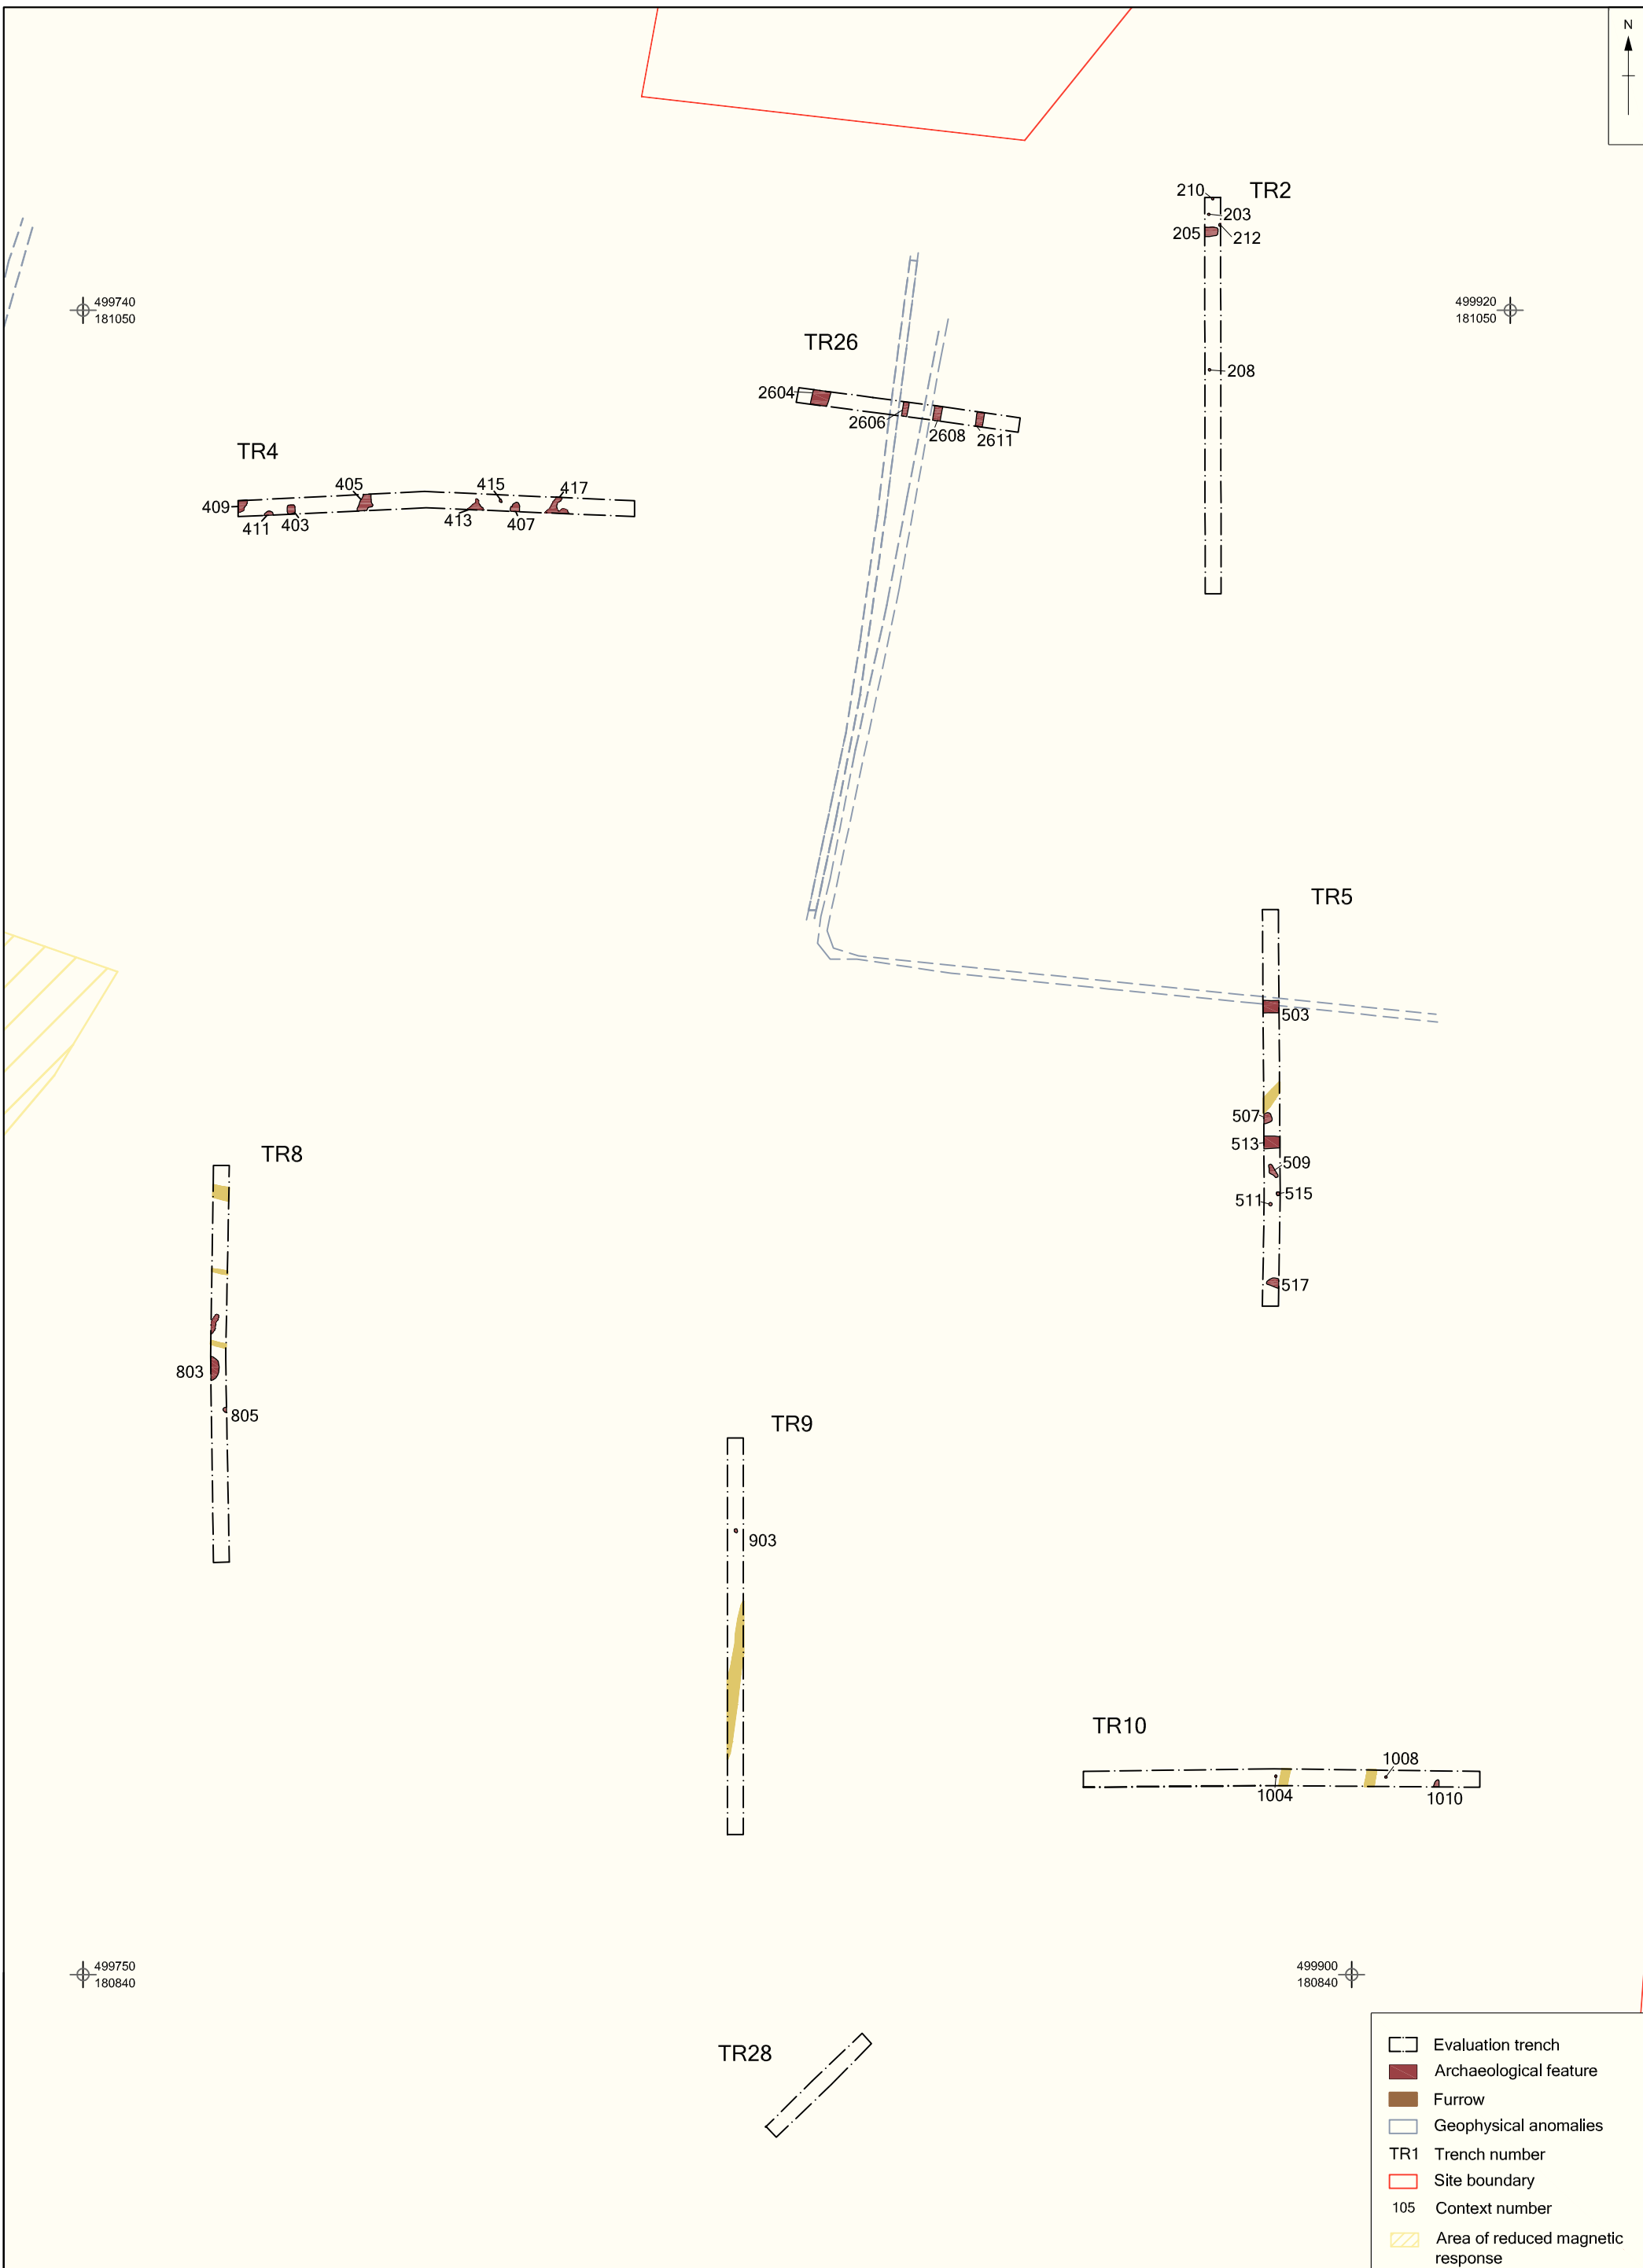 N
210
TR2
203
205
212
499740
181050
499920
181050
TR26
208
2604
2606
2608
2611
TR4
405
415
417
409
411
403
413
407
TR5
503
507
513
509
515
511
517
TR8
803
805
TR9
903
TR10
1008
1004
1010
499750
180840
499900
180840
TR28
Evaluation trench
Archaeological feature
Furrow
Geophysical anomalies
TR1 Trench number
Site boundary
105 Context number
Area of reduced magnetic
response